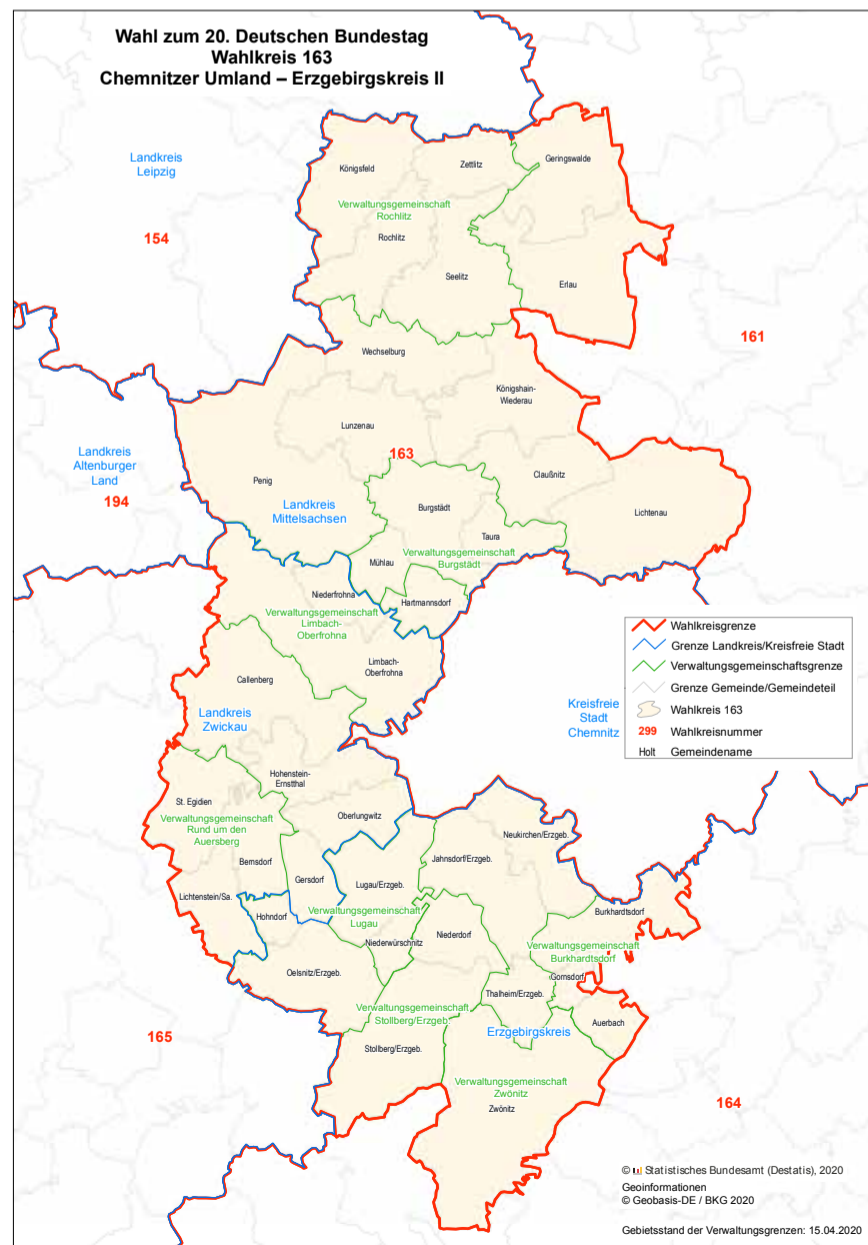 Wahl zum 20. Deutschen Bundestag
Wahlkreis 163
Chemnitzer Umland – Erzgebirgskreis II
Landkreis
Leipzig
154
Königsfeld
Zettlitz
Geringswalde
Verwaltungsgemeinschaft
Rochlitz
Rochlitz
Seelitz
Erlau
161
Wechselburg
Königshain-
Wiederau
Lunzenau
163
Landkreis
Altenburger
Land
194
Claußnitz
Penig
Landkreis
Mittelsachsen
Burgstädt
Lichtenau
Taura
Verwaltungsgemeinschaft
Burgstädt
Mühlau
Niederfrohna
Hartmannsdorf
Verwaltungsgemeinschaft
Limbach-
Oberfrohna
Limbach-
Oberfrohna
Callenberg
Landkreis
Zwickau
Kreisfreie
Stadt
Chemnitz
Wahlkreisgrenze
Grenze Landkreis/Kreisfreie Stadt
Verwaltungsgemeinschaftsgrenze
Grenze Gemeinde/Gemeindeteil
Wahlkreis 163
299 Wahlkreisnummer
Holt Gemeindename
Hohenstein-
Ernstthal
St. Egidien
Verwaltungsgemeinschaft
Rund um den
Auersberg
Oberlungwitz
Neukirchen/Erzgeb.
Bernsdorf
Jahnsdorf/Erzgeb.
Gersdorf
Lugau/Erzgeb.
Lichtenstein/Sa.
Hohndorf
Verwaltungsgemeinschaft
Lugau
Burkhardtsdorf
Niederwürschnitz
Niederdorf
Verwaltungsgemeinschaft
Burkhardtsdorf
Oelsnitz/Erzgeb.
Gornsdorf
Thalheim/Erzgeb.
Verwaltungsgemeinschaft
Stollberg/Erzgeb.
Auerbach
Erzgebirgskreis
165
Stollberg/Erzgeb.
Verwaltungsgemeinschaft
Zwönitz
Zwönitz
164
© Statistisches Bundesamt (Destatis), 2020
Geoinformationen
© Geobasis-DE / BKG 2020
Gebietsstand der Verwaltungsgrenzen: 15.04.2020